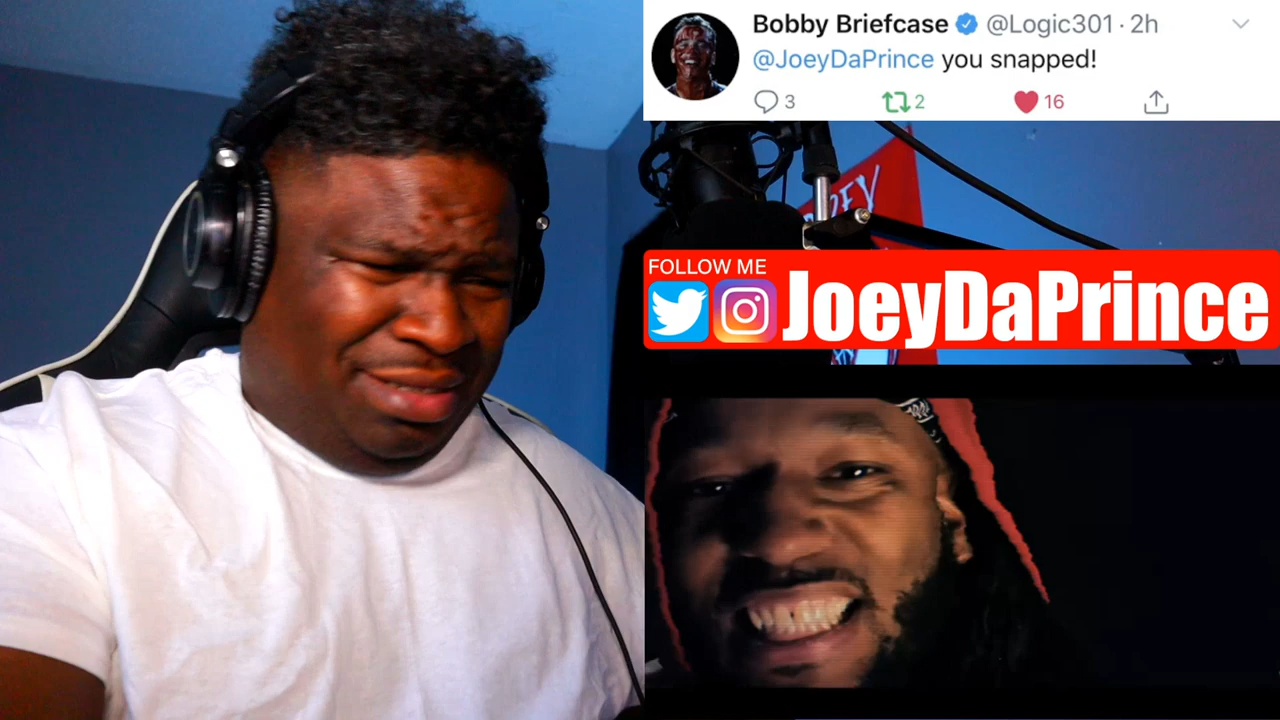 Bobby Briefcase @Logic301 · 2h
@JoeyDaPrince you snapped!
3 2 16
FOLLOW ME
JoeyDaPrince